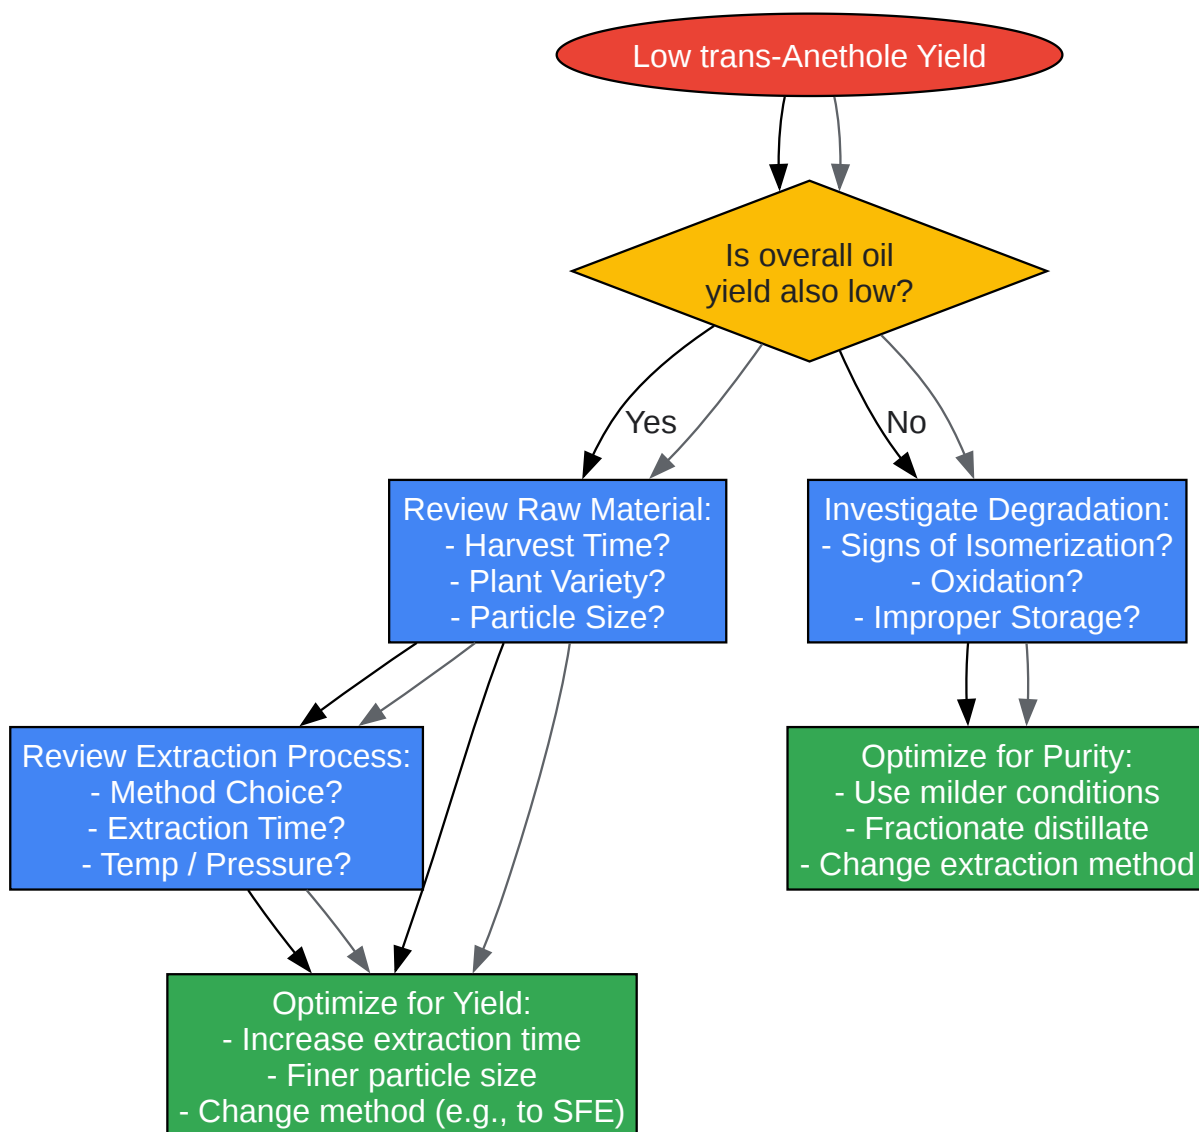 Low trans-Anethole Yield
Is overall oil
yield also low?
Yes
No
Review Raw Material:
- Harvest Time?
- Plant Variety?
- Particle Size?
Investigate Degradation:
- Signs of Isomerization?
- Oxidation?
- Improper Storage?
Review Extraction Process:
- Method Choice?
- Extraction Time?
- Temp / Pressure?
Optimize for Purity:
- Use milder conditions
- Fractionate distillate
- Change extraction method
Optimize for Yield:
- Increase extraction time
- Finer particle size
- Change method (e.g., to SFE)